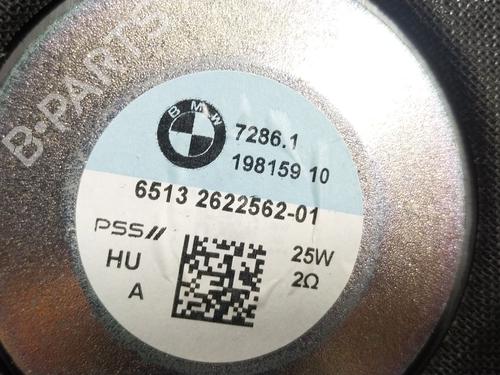 B-PARTS
BMW
7286.1
198159 10
6513 2622562-01
PSS//
HU
25W
A
2Ω